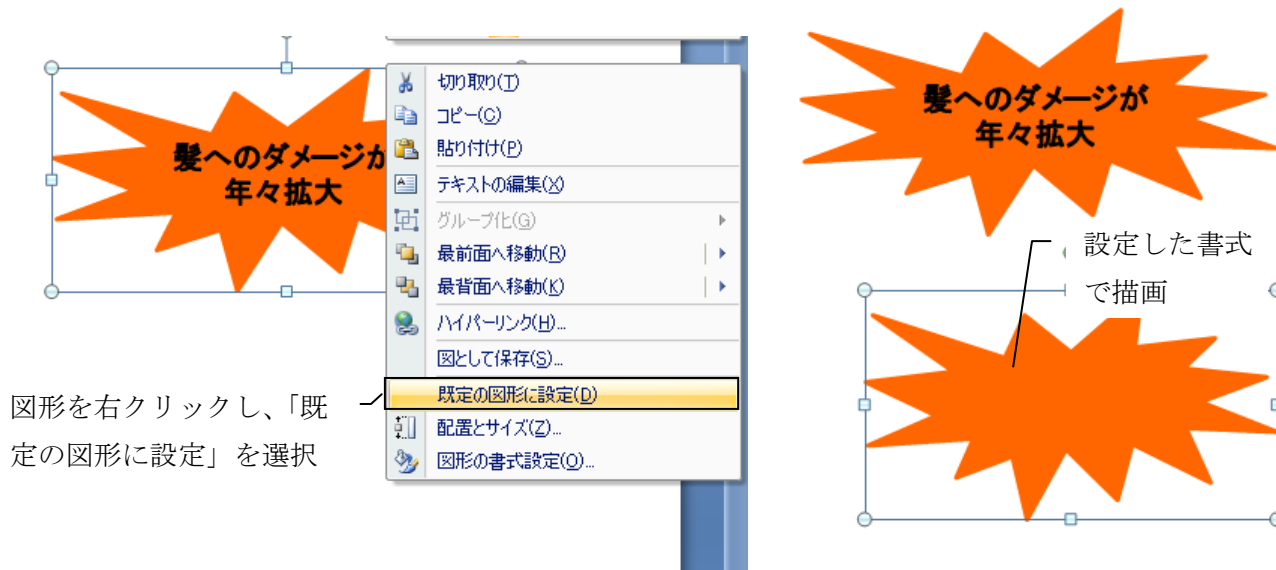 髪へのダメージが
年々拡大
切り取り(T)
コピー(C)
貼り付け(P)
テキストの編集(X)
グループ化(G)
最前面へ移動(R)
最背面へ移動(K)
ハイパーリンク(H)...
図として保存(S)...
既定の図形に設定(D)
配置とサイズ(Z)...
図形の書式設定(O)...
図形を右クリックし、「既
定の図形に設定」を選択
髪へのダメージが
年々拡大
設定した書式
で描画